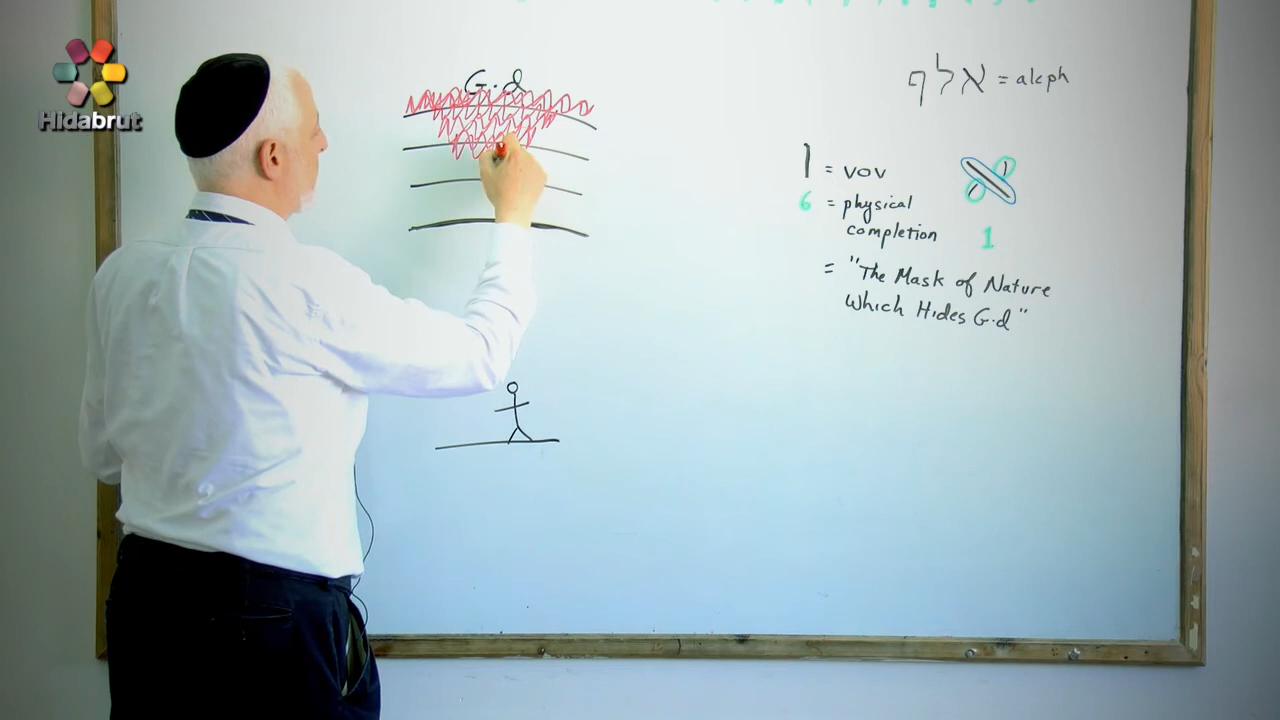 Hidabrut
G.d
אלף = aleph
ו = vov
6 = physical
completion
1
= "The Mask of Nature
Which Hides G.d"